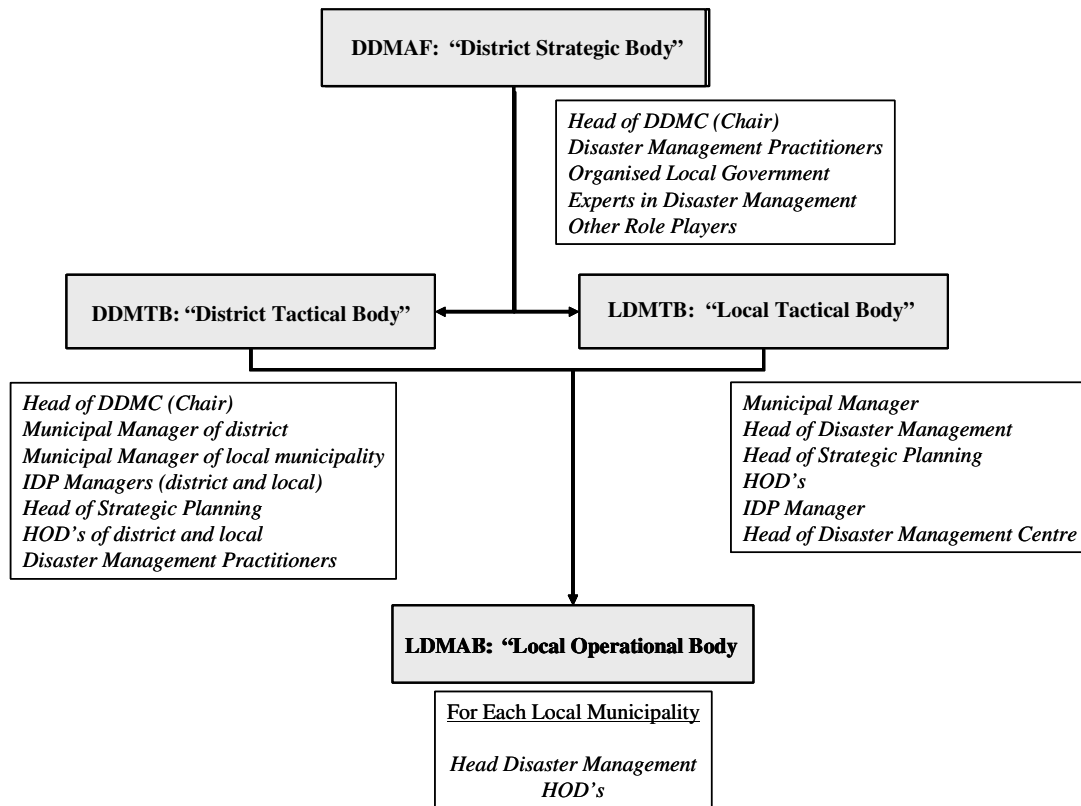 DDMAF: “District Strategic Body”
Head of DDMC (Chair)
Disaster Management Practitioners
Organised Local Government
Experts in Disaster Management
Other Role Players
DDMTB: “District Tactical Body”
LDMTB: “Local Tactical Body”
Head of DDMC (Chair)
Municipal Manager of district
Municipal Manager of local municipality
IDP Managers (district and local)
Head of Strategic Planning
HOD’s of district and local
Disaster Management Practitioners
Municipal Manager
Head of Disaster Management
Head of Strategic Planning
HOD’s
IDP Manager
Head of Disaster Management Centre
LDMAB: “Local Operational Body
For Each Local Municipality
Head Disaster Management
HOD’s